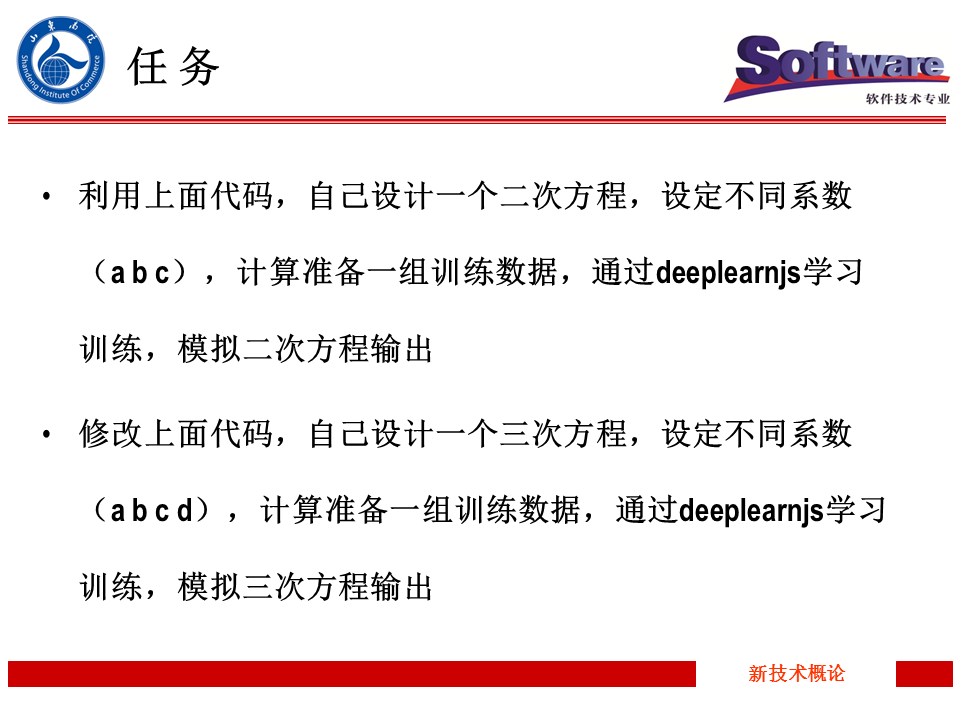 山东商院
Shandong Institute Of Commerce
任务
Software
软件技术专业
• 利用上面代码，自己设计一个二次方程，设定不同系数
（a b c），计算准备一组训练数据，通过deeplearnjs学习
训练，模拟二次方程输出
• 修改上面代码，自己设计一个三次方程，设定不同系数
（a b c d），计算准备一组训练数据，通过deeplearnjs学习
训练，模拟三次方程输出
新技术概论